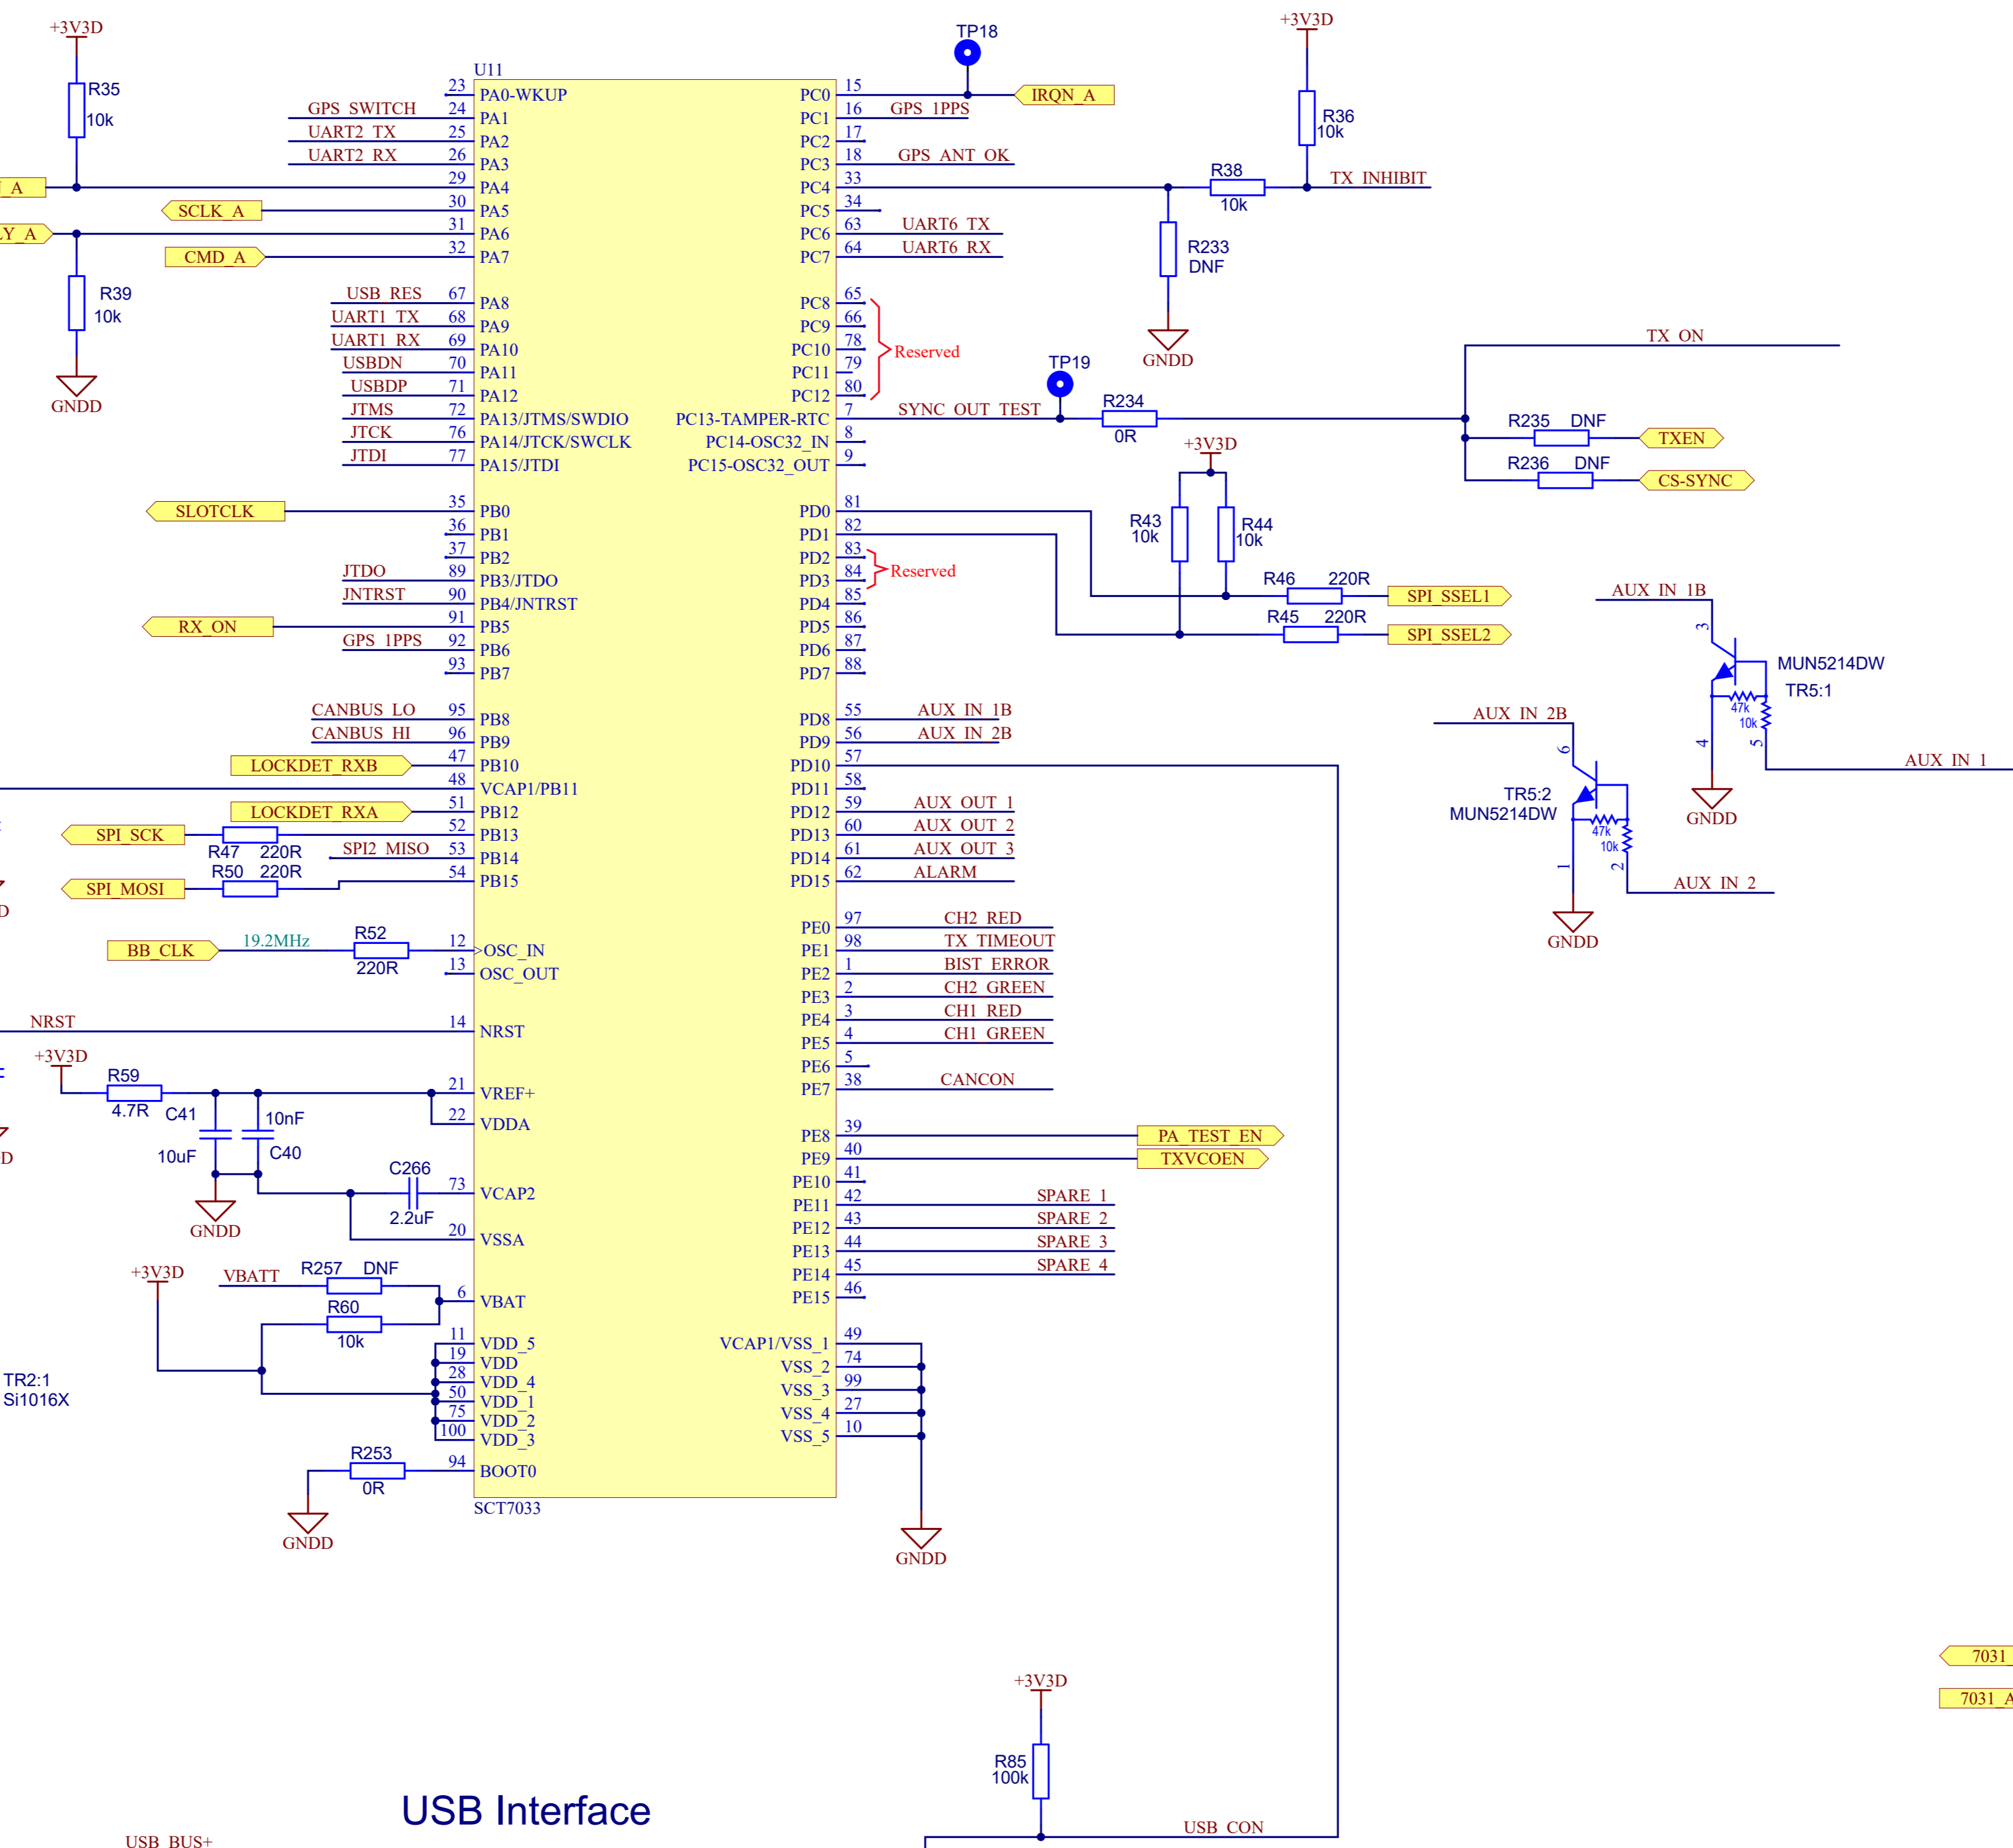 +3V3D
R35
10k
_A
LY_A
R39
10k
GNDD
SCLK_A
CMD_A
U11
GPS_SWITCH 24 PA1
23 PA0-WKUP
UART2_TX 25 PA2
UART2_RX 26 PA3
29 PA4
30 PA5
31 PA6
32 PA7
USB_RES 67 PA8
UART1_TX 68 PA9
UART1_RX 69 PA10
USBDN 70 PA11
USBDP 71 PA12
JTMS 72 PA13/JTMS/SWDIO
JTCK 76 PA14/JTCK/SWCLK
JTDI 77 PA15/JTDI
SLOTCLK 35 PB0
36 PB1
37 PB2
JTDO 89 PB3/JTDO
JNTRST 90 PB4/JNTRST
RX_ON 91 PB5
GPS_1PPS 92 PB6
93 PB7
CANBUS_LO 95 PB8
CANBUS_HI 96 PB9
LOCKDET_RXB 47 PB10
48 VCAP1/PB11
LOCKDET_RXA 51 PB12
SPI_SCK R47 220R 52 PB13
SPI2_MISO 53 PB14
SPI_MOSI R50 220R 54 PB15
BB_CLK 19.2MHz R52 220R 12 >OSC_IN
13 OSC_OUT
NRST 14 NRST
+3V3D
R59
4.7R
C41
10uF
10nF
C40
GNDD
21 VREF+
22 VDDA
C266
2.2uF
73 VCAP2
20 VSSA
+3V3D
VBATT R257 DNF
R60
10k
6 VBAT
11 VDD_5
19 VDD
28 VDD_4
50 VDD_1
75 VDD_2
100 VDD_3
R253
0R
94 BOOT0
GNDD
SCT7033
TR2:1
Si1016X
D
D
TP18
PC0 15 IRQN_A
PC1 16 GPS_1PPS
PC2 17
PC3 18 GPS_ANT_OK
PC4 33
PC5 34
PC6 63 UART6_TX
PC7 64 UART6_RX
PC8 65
PC9 66
PC10 78
PC11 79
PC12 80
Reserved
PC13-TAMPER-RTC 7 SYNC_OUT_TEST
PC14-OSC32_IN 8
PC15-OSC32_OUT 9
PD0 81
PD1 82
PD2 83
PD3 84
Reserved
PD4 85
PD5 86
PD6 87
PD7 88
PD8 55 AUX_IN_1B
PD9 56 AUX_IN_2B
PD10 57
PD11 58
PD12 59 AUX_OUT_1
PD13 60 AUX_OUT_2
PD14 61 AUX_OUT_3
PD15 62 ALARM
PE0 97 CH2_RED
PE1 98 TX_TIMEOUT
PE2 1 BIST_ERROR
PE3 2 CH2_GREEN
PE4 3 CH1_RED
PE5 4 CH1_GREEN
PE6 5
PE7 38 CANCON
PE8 39 PA_TEST_EN
PE9 40 TXVCOEN
PE10 41
PE11 42 SPARE_1
PE12 43 SPARE_2
PE13 44 SPARE_3
PE14 45 SPARE_4
PE15 46
VCAP1/VSS_1 49
VSS_2 74
VSS_3 99
VSS_4 27
VSS_5 10
GNDD
+3V3D
R36
10k
R38
10k
TX_INHIBIT
R233
DNF
GNDD
TP19
R234
0R
TX_ON
R235 DNF TXEN
R236 DNF CS-SYNC
+3V3D
R43
10k
R44
10k
R46 220R SPI_SSEL1
R45 220R SPI_SSEL2
AUX_IN_1B
3
MUN5214DW
TR5:1
47k
10k
4
5
AUX_IN_1
GNDD
AUX_IN_2B
6
TR5:2
MUN5214DW
47k
10k
1
2
AUX_IN_2
GNDD
7031_
7031_A
+3V3D
R85
100k
USB Interface
USB_CON
USB_BUS+